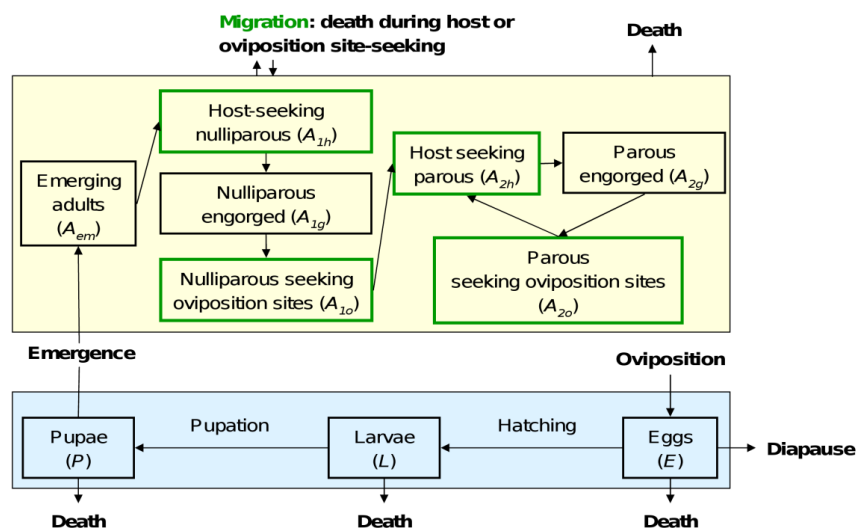 Migration: death during host or
oviposition site-seeking
Death
Host-seeking
nulliparous (A1h)
Host seeking
parous (A2h)
Parous
engorged (A2g)
Emerging
adults
(Aem)
Nulliparous
engorged (A1g)
Nulliparous seeking
oviposition sites (A1o)
Parous
seeking oviposition sites
(A2o)
Emergence
Oviposition
Pupae
(P)
Pupation
Larvae
(L)
Hatching
Eggs
(E)
Diapause
Death
Death
Death